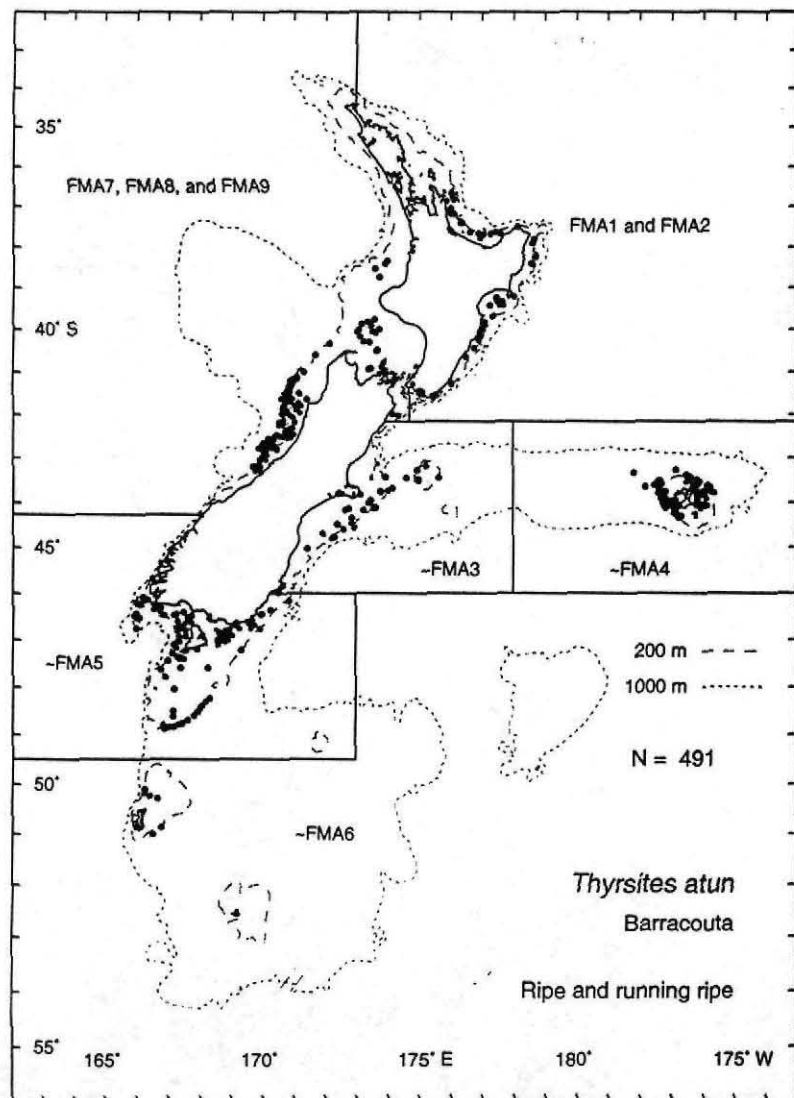 35°
FMA7, FMA8, and FMA9
FMA1 and FMA2
40° S
45°
~FMA3
~FMA4
~FMA5
200 m
1000 m
N = 491
50°
~FMA6
Thyrsites atun
Barracouta
Ripe and running ripe
55°
165°
170°
175° E
180°
175° W